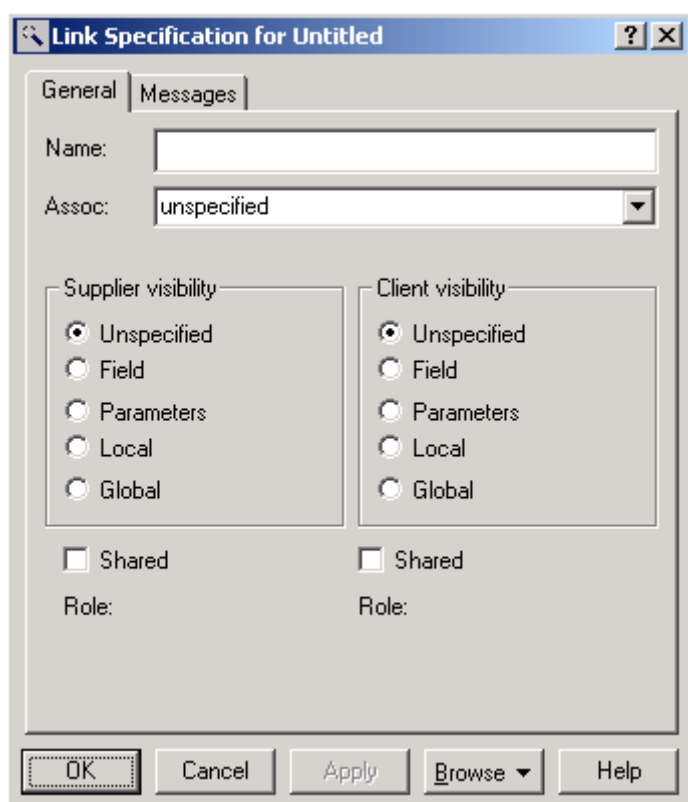 Link Specification for Untitled
General Messages
Name:
Assoc: unspecified
Supplier visibility Client visibility
Unspecified Unspecified
Field Field
Parameters Parameters
Local Local
Global Global
Shared Shared
Role: Role:
OK Cancel Apply Browse Help